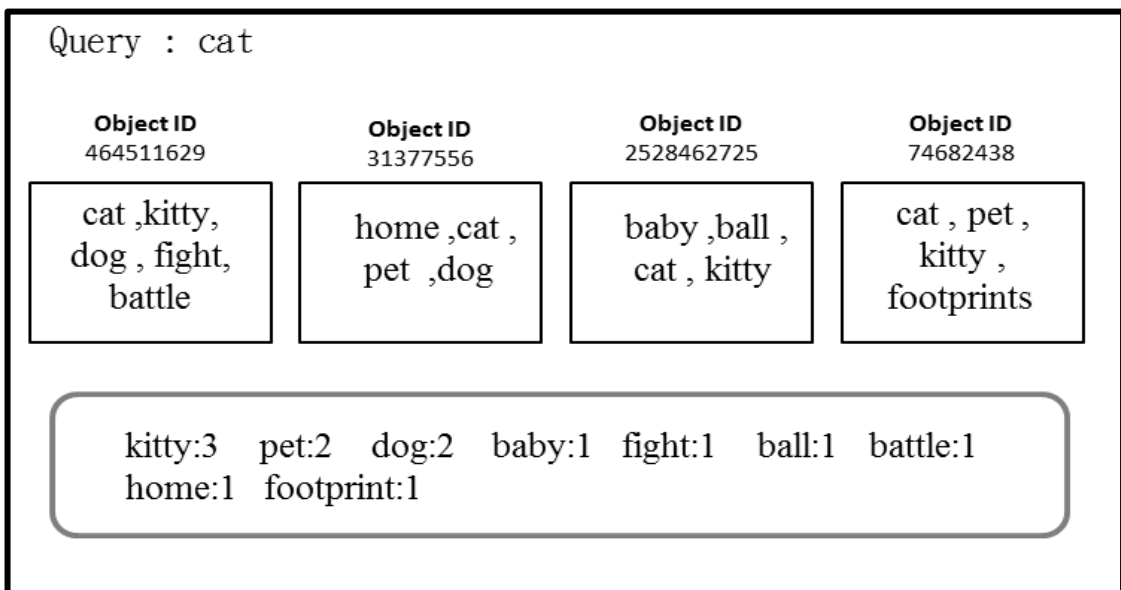 Query : cat
Object ID
464511629
Object ID
31377556
Object ID
2528462725
Object ID
74682438
cat ,kitty,
dog , fight,
battle
home ,cat ,
pet ,dog
baby ,ball ,
cat , kitty
cat , pet ,
kitty ,
footprints
kitty:3 pet:2 dog:2 baby:1 fight:1 ball:1 battle:1
home:1 footprint:1